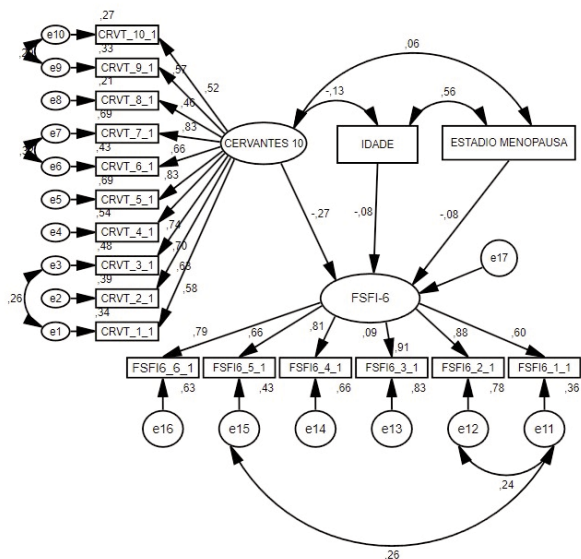 ,27
e10 CRVT_10_1
,33
e9 CRVT_9_1
,57
,52
,21
e8 CRVT_8_1
,46
,69
e7 CRVT_7_1
,83
,43
e6 CRVT_6_1
,66
,69
e5 CRVT_5_1
,83
,54
e4 CRVT_4_1
,74
,48
e3 CRVT_3_1
,70
,39
e2 CRVT_2_1
,63
,34
e1 CRVT_1_1
,58
,26
,06
-,13
,56
CERVANTES 10
IDADE
ESTADIO MENOPAUSA
-,27
-,08
-,08
e17
FSFI-6
,79
,66
,81
,09
,91
,88
,60
FSFI6_6_1
FSFI6_5_1
FSFI6_4_1
FSFI6_3_1
FSFI6_2_1
FSFI6_1_1
,63
,43
,66
,83
,78
,36
e16
e15
e14
e13
e12
e11
,24
,26